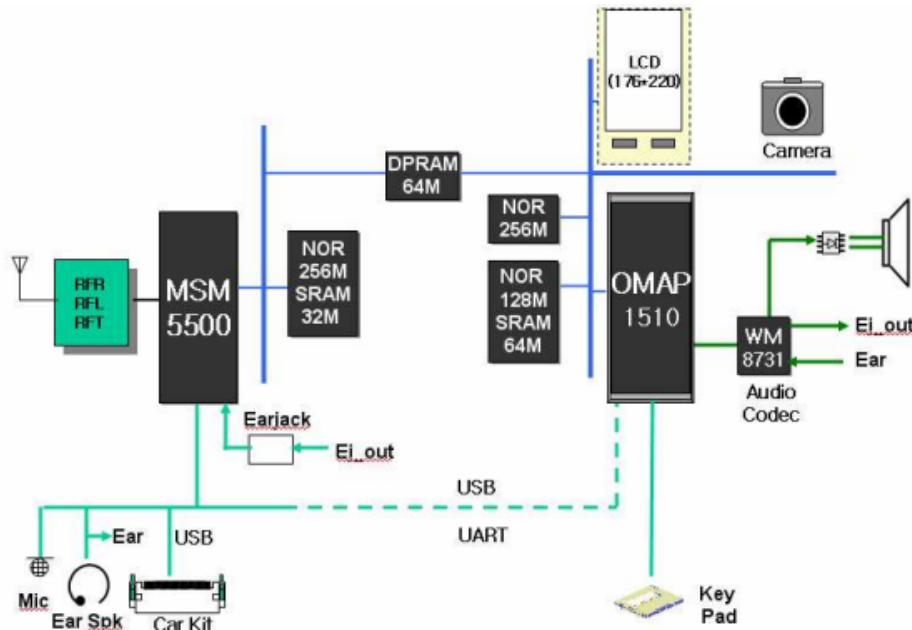 LCD
(176*220)
Camera
DPRAM
64M
NOR
256M
RFR
RFL
RFT
MSM
5500
NOR
256M
SRAM
32M
NOR
128M
SRAM
64M
OMAP
1510
WM
8731
Ei_out
Ear
Audio
Codec
Earjack
Ei_out
USB
UART
Ear
USB
Mic
Ear Spk
Car Kit
Key
Pad